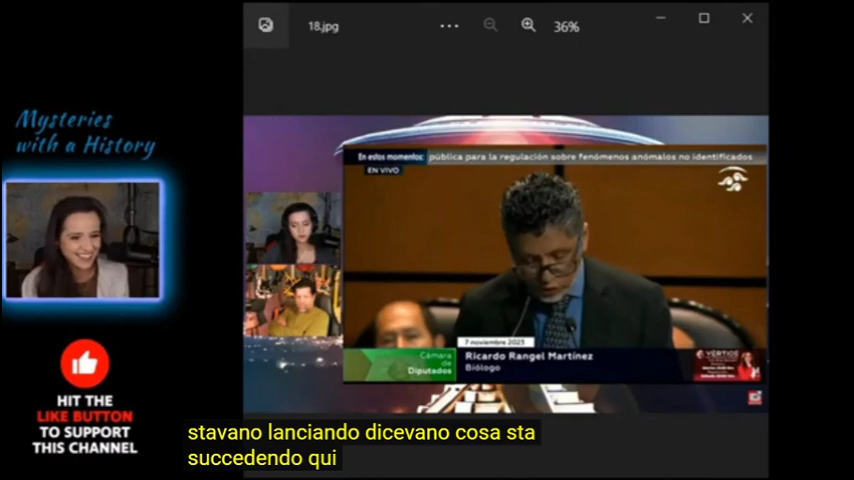 18.jpg
36%
Mysteries
with a History
En estos momentos: pública para la regulación sobre fenómenos anómalos no identificados
EN VIVO
7 noviembre 2023
Cámara
de
Diputados
Ricardo Rangel Martínez
Biólogo
VÉRTICE
HIT THE
LIKE BUTTON
TO SUPPORT
THIS CHANNEL
stavano lanciando dicevano cosa sta
succedendo qui